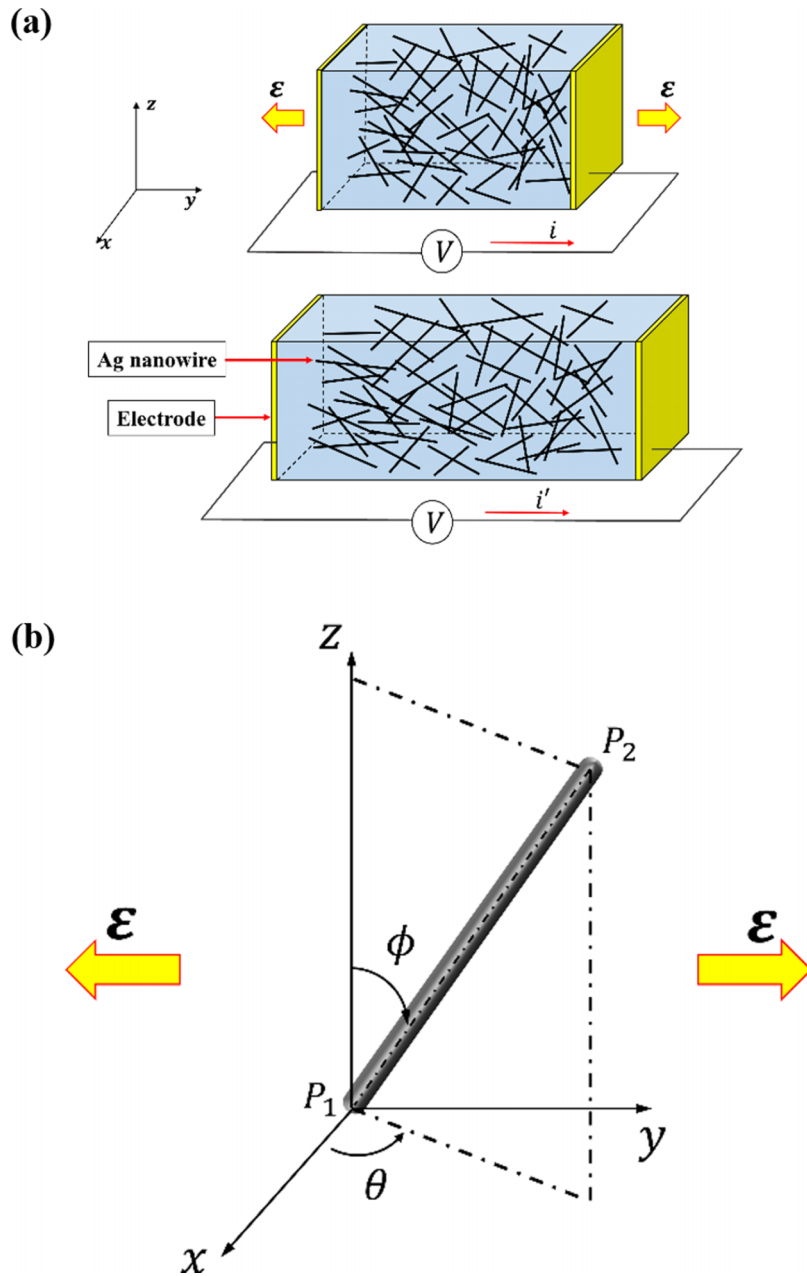 (a)
ε
ε
z
y
x
i
V
Ag nanowire
Electrode
i′
V
(b)
Z
P₂
ε
ε
ϕ
P₁
y
θ
x